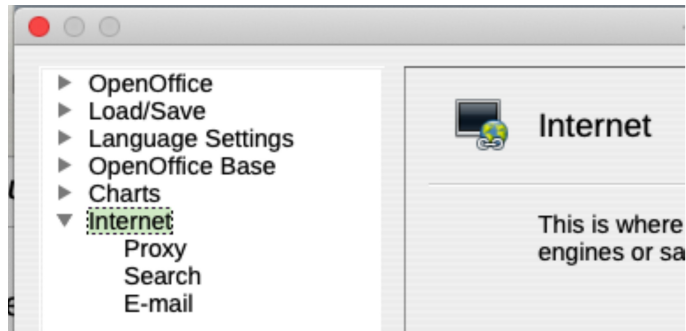 OpenOffice
Load/Save
Language Settings
OpenOffice Base
Charts
Internet
Proxy
Search
E-mail
Internet
This is where
engines or sa